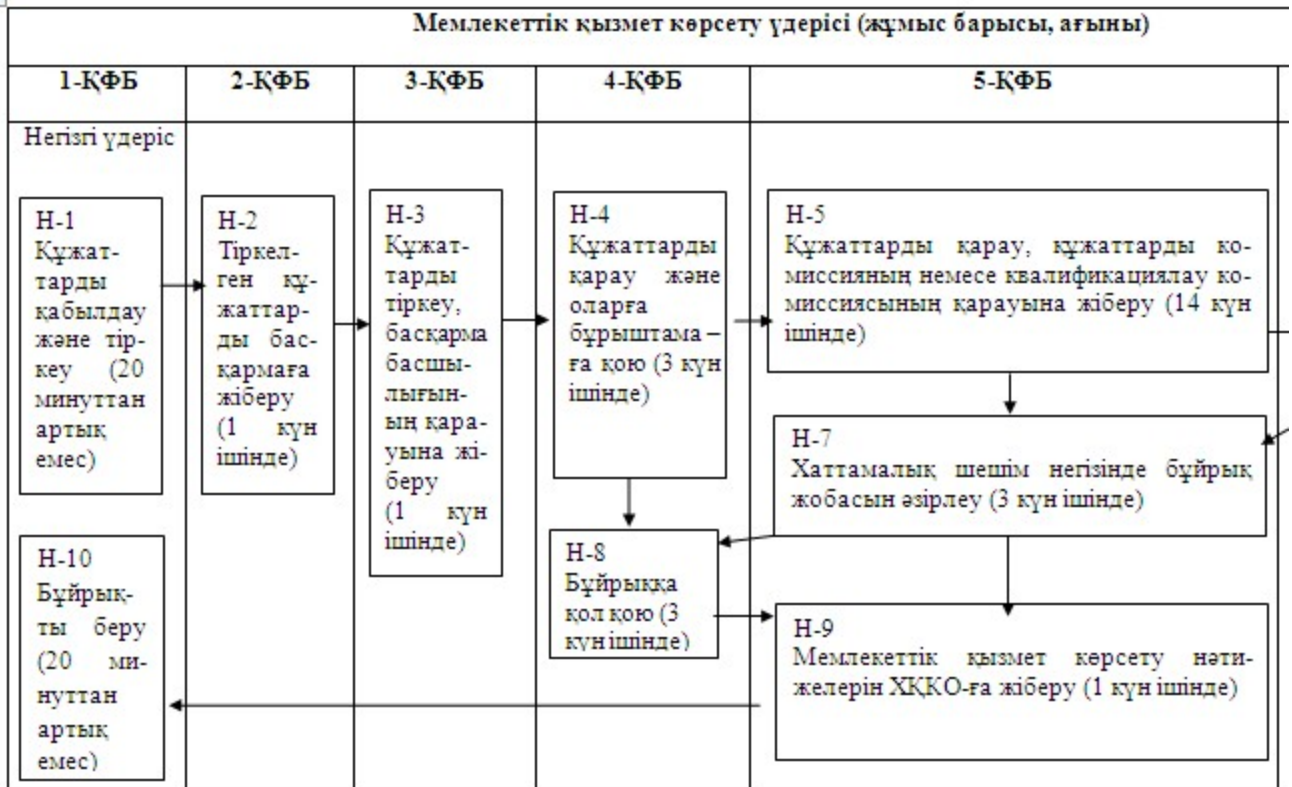 Мемлекеттік қызмет көрсету үдерісі (жұмыс барысы, ағыны)
1-ҚФБ
2-ҚФБ
3-ҚФБ
4-ҚФБ
5-ҚФБ
Негізгі үдеріс
Н-1
Құжат-
тарды
қабылдау
және тір-
кеу (20
минуттан
артық
емес)
Н-2
Тіркел-
ген құ-
жаттар-
ды бас-
қармаға
жіберу
(1 күн
ішінде)
Н-3
Құжат-
тарды
тіркеу,
басқарма
басшы-
лығын-
ың қара-
уына жі-
беру
(1 күн
ішінде)
Н-4
Құжаттарды
қарау және
оларға
бұрыштама –
ға қою (3 күн
ішінде)
Н-5
Құжаттарды қарау, құжаттарды ко-
миссияның немесе квалификациялау ко-
миссиясының қарауына жіберу (14 күн
ішінде)
Н-7
Хаттамалық шешім негізінде бұйрық
жобасын әзірлеу (3 күн ішінде)
Н-8
Бұйрыққа
қол қою (3
күн ішінде)
Н-9
Мемлекеттік қызмет көрсету нәти-
желерін ХҚКО-ға жіберу (1 күн ішінде)
Н-10
Бұйрық-
ты беру
(20 ми-
нуттан
артық
емес)